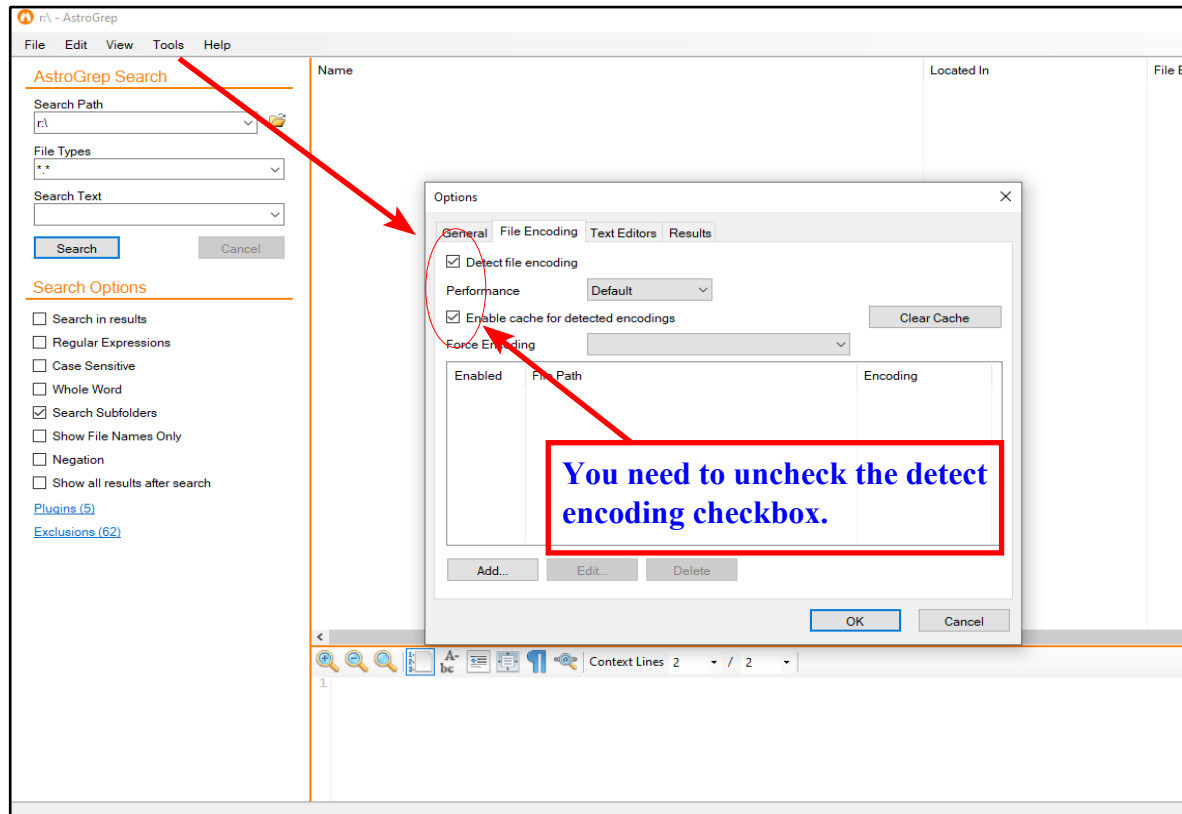 r:\ - AstroGrep
File Edit View Tools Help
AstroGrep Search
Search Path
r:\
File Types
*.*
Search Text
Search Cancel
Search Options
Search in results
Regular Expressions
Case Sensitive
Whole Word
Search Subfolders
Show File Names Only
Negation
Show all results after search
Plugins (5)
Exclusions (62)
Name Located In File E
Options
General File Encoding Text Editors Results
Detect file encoding
Performance Default
Enable cache for detected encodings Clear Cache
Force Encoding
Enabled File Path Encoding
You need to uncheck the detect
encoding checkbox.
Add... Edit... Delete
OK Cancel
A-
bc
Context Lines 2 / 2
1